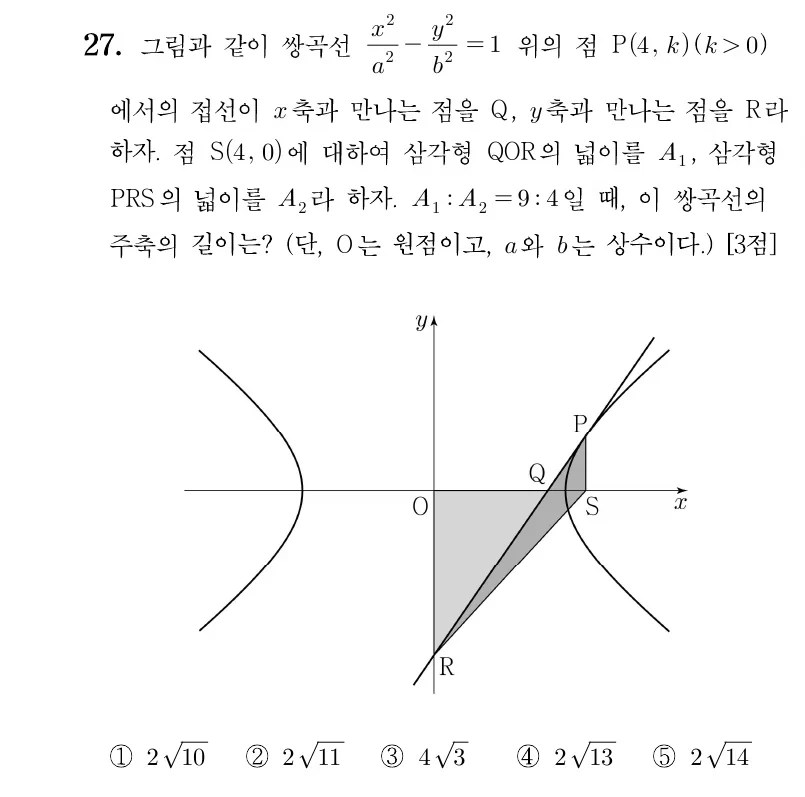 27. 그림과 같이 쌍곡선 x²/a² − y²/b² = 1 위의 점 P(4, k)(k > 0)
에서의 접선이 x축과 만나는 점을 Q, y축과 만나는 점을 R라
하자. 점 S(4, 0)에 대하여 삼각형 QOR의 넓이를 A₁, 삼각형
PRS의 넓이를 A₂라 하자. A₁ : A₂ = 9 : 4일 때, 이 쌍곡선의
주축의 길이는? (단, O는 원점이고, a와 b는 상수이다.) [3점]
y
P
Q
O
S
x
R
① 2√10 ② 2√11 ③ 4√3 ④ 2√13 ⑤ 2√14